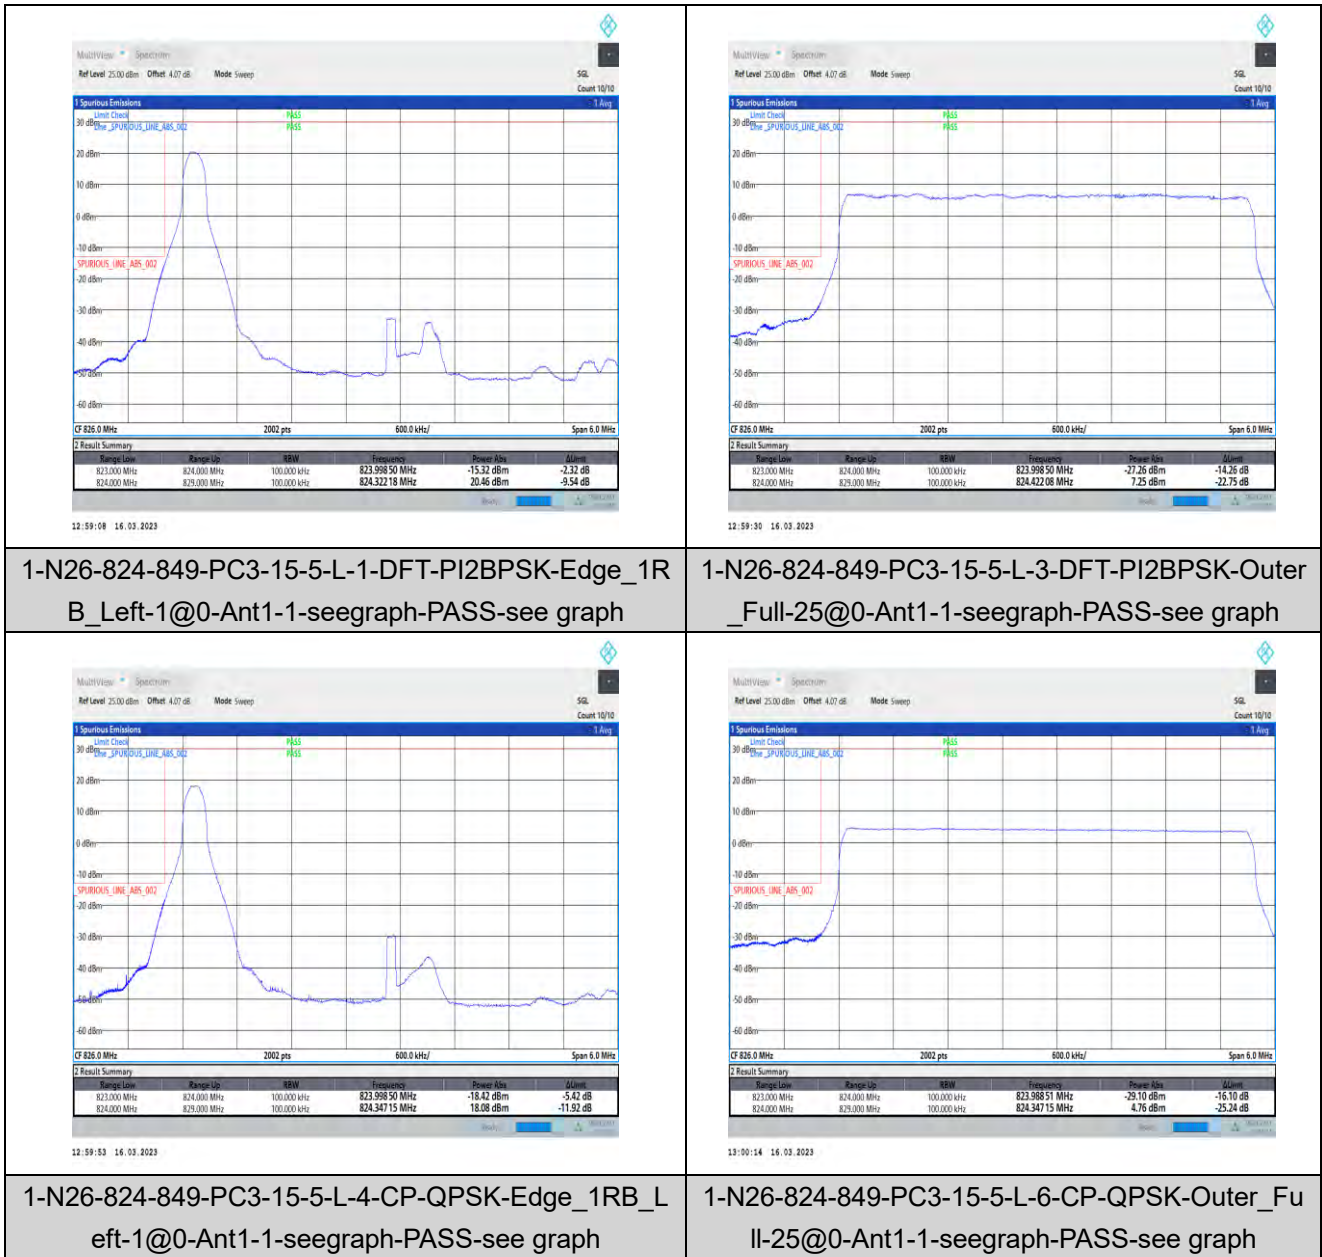 MultiView Spectrum
Ref Level 25.00 dBm Offset 4.07 dB Mode Sweep SGL
Count 10/10
1 Spurious Emissions 1 Avg
Limit Check PASS
30 dBm Line _SPURIOUS_LINE_ABS_002 PASS
20 dBm
10 dBm
0 dBm
-10 dBm
SPURIOUS_LINE_ABS_002
-20 dBm
-30 dBm
-40 dBm
-50 dBm
-60 dBm
CF 826.0 MHz 2002 pts 600.0 kHz/ Span 6.0 MHz
2 Result Summary
Range Low Range Up RBW Frequency Power Abs ΔLimit
823.000 MHz 824.000 MHz 100.000 kHz 823.99850 MHz -15.32 dBm -2.32 dB
824.000 MHz 829.000 MHz 100.000 kHz 824.32218 MHz 20.46 dBm -9.54 dB
Ready
12:59:08 16.03.2023
1-N26-824-849-PC3-15-5-L-1-DFT-PI2BPSK-Edge_1R
B_Left-1@0-Ant1-1-seegraph-PASS-see graph
MultiView Spectrum
Ref Level 25.00 dBm Offset 4.07 dB Mode Sweep SGL
Count 10/10
1 Spurious Emissions 1 Avg
Limit Check PASS
30 dBm Line _SPURIOUS_LINE_ABS_002 PASS
20 dBm
10 dBm
0 dBm
-10 dBm
SPURIOUS_LINE_ABS_002
-20 dBm
-30 dBm
-40 dBm
-50 dBm
-60 dBm
CF 826.0 MHz 2002 pts 600.0 kHz/ Span 6.0 MHz
2 Result Summary
Range Low Range Up RBW Frequency Power Abs ΔLimit
823.000 MHz 824.000 MHz 100.000 kHz 823.99850 MHz -27.26 dBm -14.26 dB
824.000 MHz 829.000 MHz 100.000 kHz 824.42208 MHz 7.25 dBm -22.75 dB
Ready
12:59:30 16.03.2023
1-N26-824-849-PC3-15-5-L-3-DFT-PI2BPSK-Outer
_Full-25@0-Ant1-1-seegraph-PASS-see graph
MultiView Spectrum
Ref Level 25.00 dBm Offset 4.07 dB Mode Sweep SGL
Count 10/10
1 Spurious Emissions 1 Avg
Limit Check PASS
30 dBm Line _SPURIOUS_LINE_ABS_002 PASS
20 dBm
10 dBm
0 dBm
-10 dBm
SPURIOUS_LINE_ABS_002
-20 dBm
-30 dBm
-40 dBm
-50 dBm
-60 dBm
CF 826.0 MHz 2002 pts 600.0 kHz/ Span 6.0 MHz
2 Result Summary
Range Low Range Up RBW Frequency Power Abs ΔLimit
823.000 MHz 824.000 MHz 100.000 kHz 823.99850 MHz -18.42 dBm -5.42 dB
824.000 MHz 829.000 MHz 100.000 kHz 824.34715 MHz 18.08 dBm -11.92 dB
Ready
12:59:53 16.03.2023
1-N26-824-849-PC3-15-5-L-4-CP-QPSK-Edge_1RB_L
eft-1@0-Ant1-1-seegraph-PASS-see graph
MultiView Spectrum
Ref Level 25.00 dBm Offset 4.07 dB Mode Sweep SGL
Count 10/10
1 Spurious Emissions 1 Avg
Limit Check PASS
30 dBm Line _SPURIOUS_LINE_ABS_002 PASS
20 dBm
10 dBm
0 dBm
-10 dBm
SPURIOUS_LINE_ABS_002
-20 dBm
-30 dBm
-40 dBm
-50 dBm
-60 dBm
CF 826.0 MHz 2002 pts 600.0 kHz/ Span 6.0 MHz
2 Result Summary
Range Low Range Up RBW Frequency Power Abs ΔLimit
823.000 MHz 824.000 MHz 100.000 kHz 823.98851 MHz -29.10 dBm -16.10 dB
824.000 MHz 829.000 MHz 100.000 kHz 824.34715 MHz 4.76 dBm -25.24 dB
Ready
13:00:14 16.03.2023
1-N26-824-849-PC3-15-5-L-6-CP-QPSK-Outer_Fu
ll-25@0-Ant1-1-seegraph-PASS-see graph